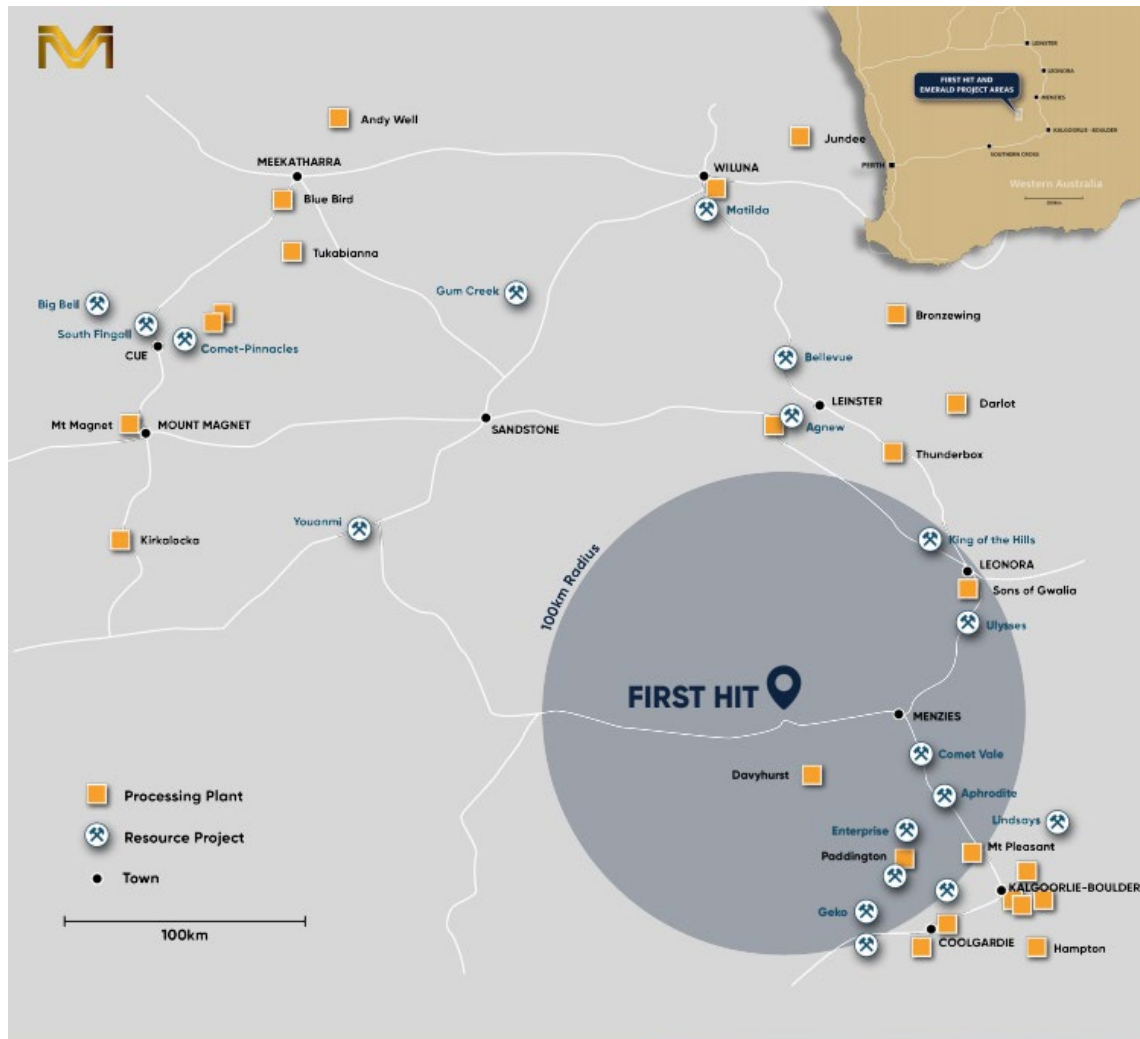 LEINSTER
LEONORA
FIRST HIT AND
EMERALD PROJECT AREAS
MENZIES
KALGOORLIE - BOULDER
SOUTHERN CROSS
PERTH
Western Australia
Andy Well
Jundee
MEEKATHARRA
WILUNA
Blue Bird
Matilda
Tukabianna
Gum Creek
Big Bell
Bronzewing
South Fingall
Comet-Pinnacles
CUE
Bellevue
LEINSTER
Darlot
Mt Magnet
MOUNT MAGNET
SANDSTONE
Agnew
Thunderbox
Youanmi
Kirkalocka
King of the Hills
100km Radius
LEONORA
Sons of Gwalia
Ulysses
FIRST HIT
MENZIES
Comet Vale
Davyhurst
Aphrodite
Processing Plant
Lindsays
Resource Project
Enterprise
Mt Pleasant
Paddington
Town
KALGOORLIE-BOULDER
Geko
100km
COOLGARDIE
Hampton